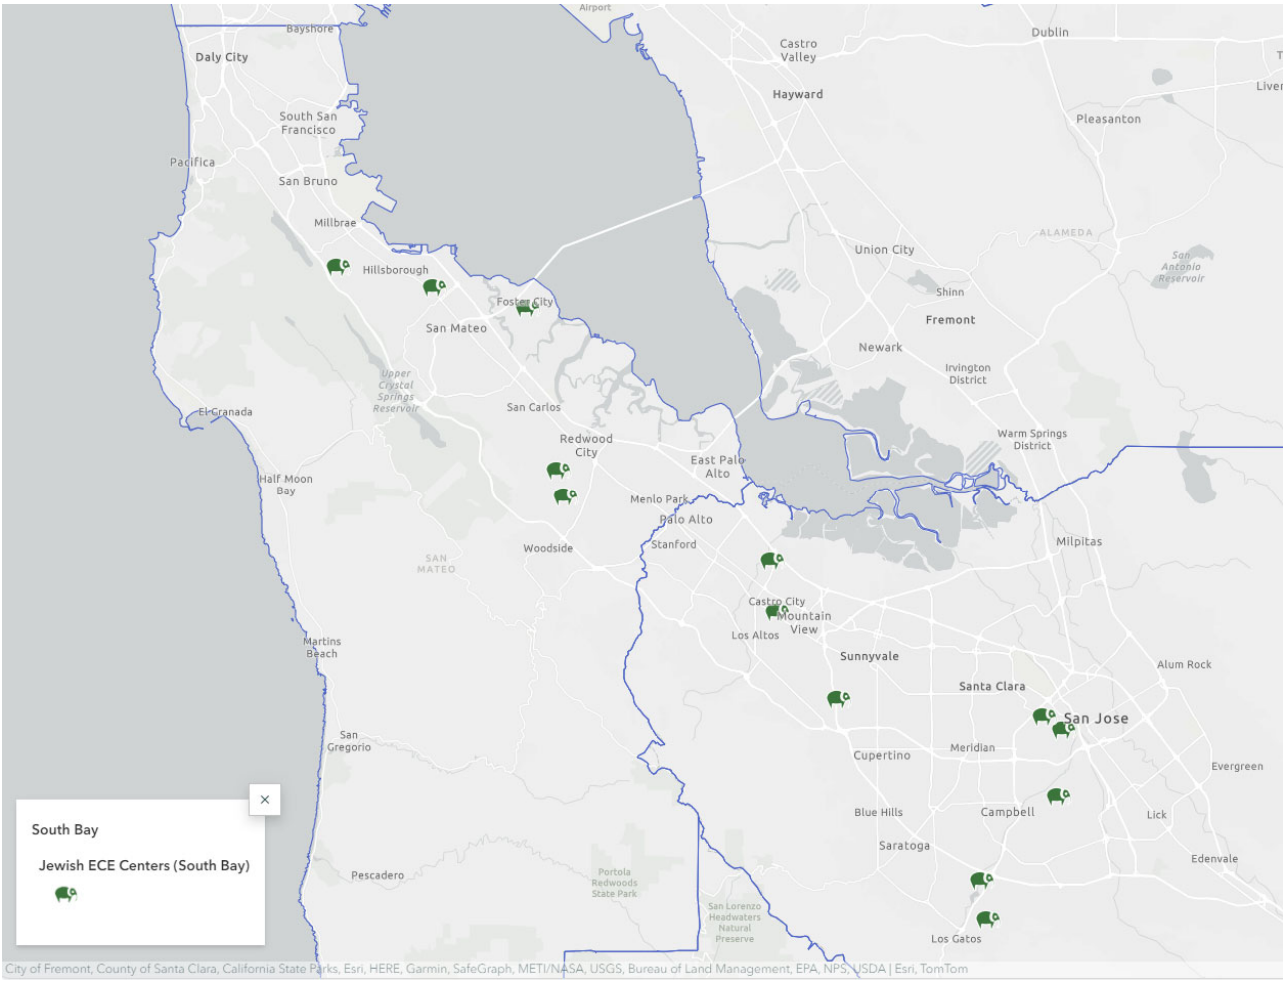 Airport
Bayshore
Dublin
Daly City
Castro
Valley
T
Liver
Hayward
South San
Francisco
Pleasanton
Pacifica
San Bruno
Millbrae
ALAMEDA
Union City
San
Antonio
Reservoir
Hillsborough
Shinn
Foster City
Fremont
San Mateo
Newark
Irvington
District
Upper
Crystal
Springs
Reservoir
San Carlos
El Granada
Redwood
City
Warm Springs
District
East Palo
Alto
Half Moon
Bay
Menlo Park
Palo Alto
Stanford
Woodside
Milpitas
SAN
MATEO
Castro City
Mountain
View
Los Altos
Martins
Beach
Sunnyvale
Alum Rock
Santa Clara
San Jose
San
Gregorio
Meridian
Cupertino
Evergreen
Blue Hills
Campbell
Lick
South Bay
Saratoga
Edenvale
Jewish ECE Centers (South Bay)
Pescadero
Portola
Redwoods
State Park
San Lorenzo
Headwaters
Natural
Preserve
Los Gatos
City of Fremont, County of Santa Clara, California State Parks, Esri, HERE, Garmin, SafeGraph, METI/NASA, USGS, Bureau of Land Management, EPA, NPS, USDA | Esri, TomTom